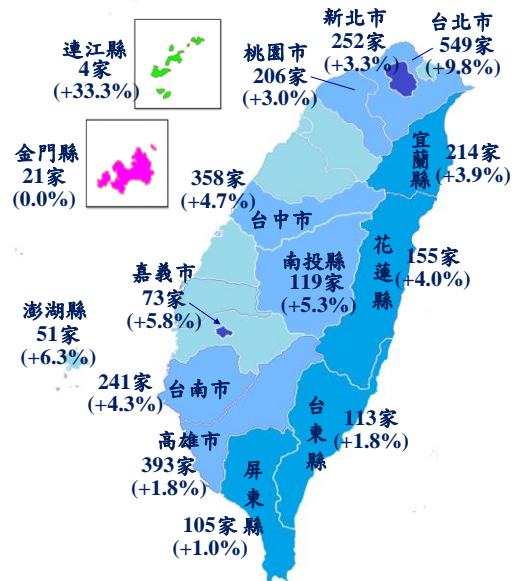 新北市
252家
(+3.3%)
台北市
549家
(+9.8%)
連江縣
4家
(+33.3%)
桃園市
206家
(+3.0%)
金門縣
21家
(0.0%)
宜蘭縣
214家
(+3.9%)
358家
(+4.7%)
台中市
花蓮縣
155家
(+4.0%)
南投縣
119家
(+5.3%)
嘉義市
73家
(+5.8%)
澎湖縣
51家
(+6.3%)
241家
(+4.3%)
台南市
台東縣
113家
(+1.8%)
高雄市
393家
(+1.8%)
屏東縣
105家
(+1.0%)